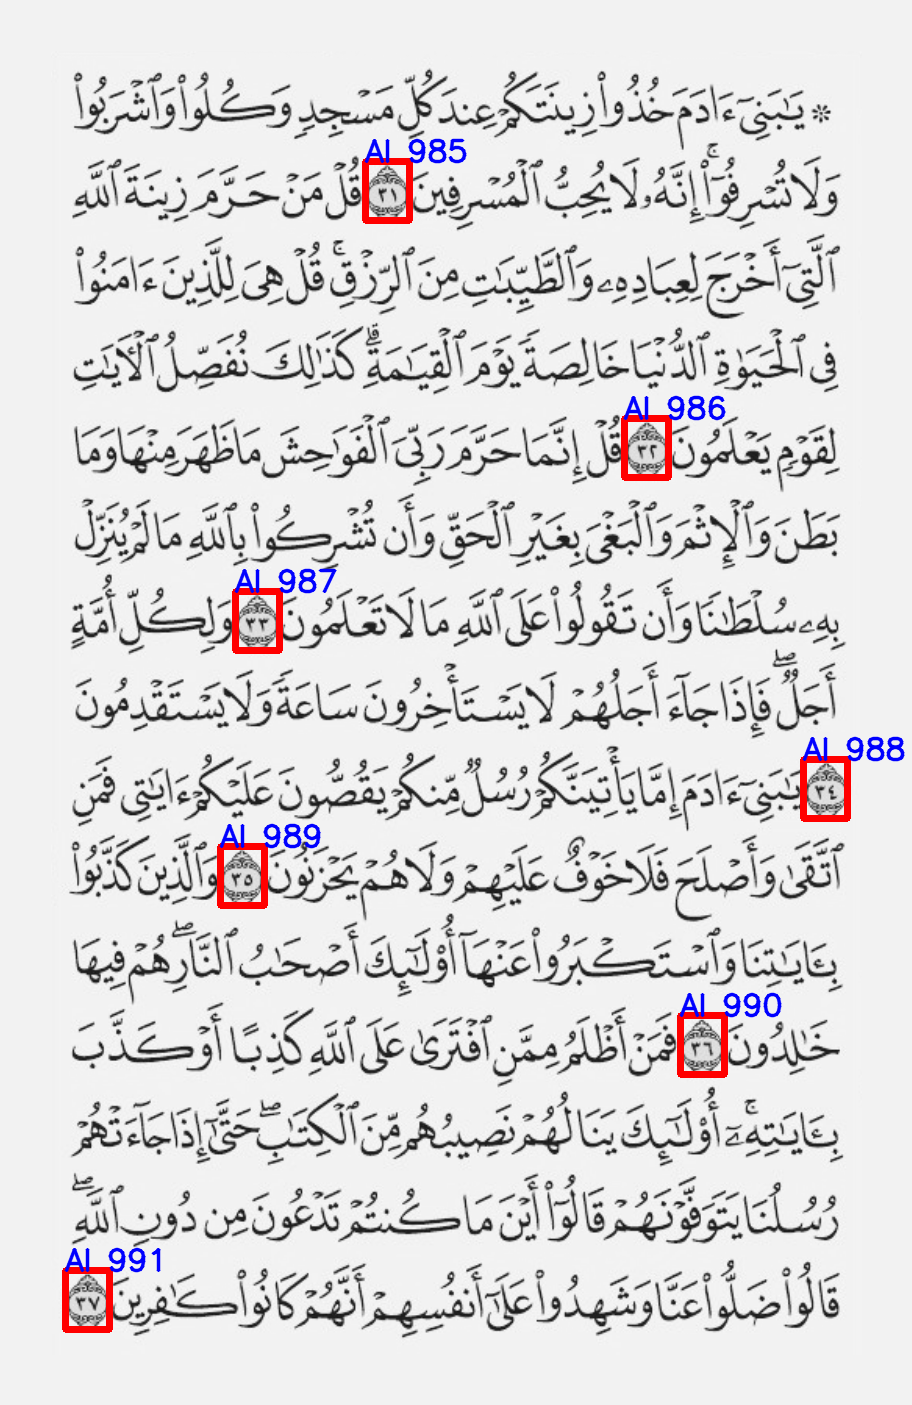 ۞ يَٰبَنِىٓ ءَادَمَ خُذُوا۟ زِينَتَكُمْ عِندَ كُلِّ مَسْجِدٍ وَكُلُوا۟ وَٱشْرَبُوا۟
AI 985
وَلَا تُسْرِفُوٓا۟ ۚ إِنَّهُۥ لَا يُحِبُّ ٱلْمُسْرِفِينَ ٣١ قُلْ مَنْ حَرَّمَ زِينَةَ ٱللَّهِ
ٱلَّتِىٓ أَخْرَجَ لِعِبَادِهِۦ وَٱلطَّيِّبَٰتِ مِنَ ٱلرِّزْقِ ۚ قُلْ هِىَ لِلَّذِينَ ءَامَنُوا۟
فِى ٱلْحَيَوٰةِ ٱلدُّنْيَا خَالِصَةً يَوْمَ ٱلْقِيَٰمَةِ ۗ كَذَٰلِكَ نُفَصِّلُ ٱلْءَايَٰتِ
AI 986
لِقَوْمٍ يَعْلَمُونَ ٣٢ قُلْ إِنَّمَا حَرَّمَ رَبِّىَ ٱلْفَوَٰحِشَ مَا ظَهَرَ مِنْهَا وَمَا
بَطَنَ وَٱلْإِثْمَ وَٱلْبَغْىَ بِغَيْرِ ٱلْحَقِّ وَأَن تُشْرِكُوا۟ بِٱللَّهِ مَا لَمْ يُنَزِّلْ
AI 987
بِهِۦ سُلْطَٰنًا وَأَن تَقُولُوا۟ عَلَى ٱللَّهِ مَا لَا تَعْلَمُونَ ٣٣ وَلِكُلِّ أُمَّةٍ
أَجَلٌ ۖ فَإِذَا جَآءَ أَجَلُهُمْ لَا يَسْتَأْخِرُونَ سَاعَةً وَلَا يَسْتَقْدِمُونَ
AI 988
٣٤ يَٰبَنِىٓ ءَادَمَ إِمَّا يَأْتِيَنَّكُمْ رُسُلٌ مِّنكُمْ يَقُصُّونَ عَلَيْكُمْ ءَايَٰتِى فَمَنِ
AI 989
ٱتَّقَىٰ وَأَصْلَحَ فَلَا خَوْفٌ عَلَيْهِمْ وَلَا هُمْ يَحْزَنُونَ ٣٥ وَٱلَّذِينَ كَذَّبُوا۟
بِـَٔايَٰتِنَا وَٱسْتَكْبَرُوا۟ عَنْهَآ أُو۟لَٰٓئِكَ أَصْحَٰبُ ٱلنَّارِ ۖ هُمْ فِيهَا
AI 990
خَٰلِدُونَ ٣٦ فَمَنْ أَظْلَمُ مِمَّنِ ٱفْتَرَىٰ عَلَى ٱللَّهِ كَذِبًا أَوْ كَذَّبَ
بِـَٔايَٰتِهِۦٓ ۚ أُو۟لَٰٓئِكَ يَنَالُهُمْ نَصِيبُهُم مِّنَ ٱلْكِتَٰبِ ۖ حَتَّىٰٓ إِذَا جَآءَتْهُمْ
رُسُلُنَا يَتَوَفَّوْنَهُمْ قَالُوٓا۟ أَيْنَ مَا كُنتُمْ تَدْعُونَ مِن دُونِ ٱللَّهِ ۖ
AI 991
قَالُوا۟ ضَلُّوا۟ عَنَّا وَشَهِدُوا۟ عَلَىٰٓ أَنفُسِهِمْ أَنَّهُمْ كَانُوا۟ كَٰفِرِينَ ٣٧